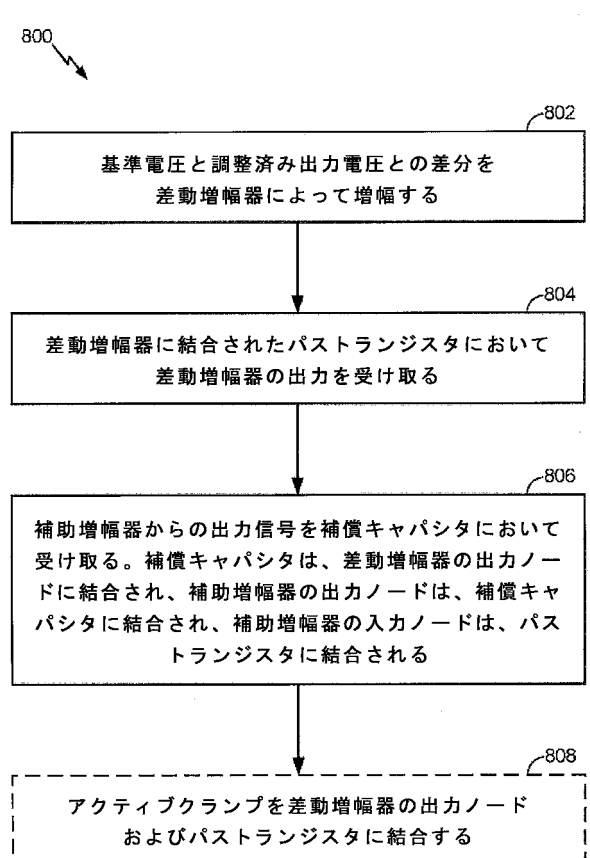 800
802
基準電圧と調整済み出力電圧との差分を
差動増幅器によって増幅する
804
差動増幅器に結合されたパストランジスタにおいて
差動増幅器の出力を受け取る
806
補助増幅器からの出力信号を補償キャパシタにおいて
受け取る。補償キャパシタは、差動増幅器の出力ノー
ドに結合され、補助増幅器の出力ノードは、補償キャ
パシタに結合され、補助増幅器の入力ノードは、パス
トランジスタに結合される
808
アクティブクランプを差動増幅器の出力ノード
およびパストランジスタに結合する